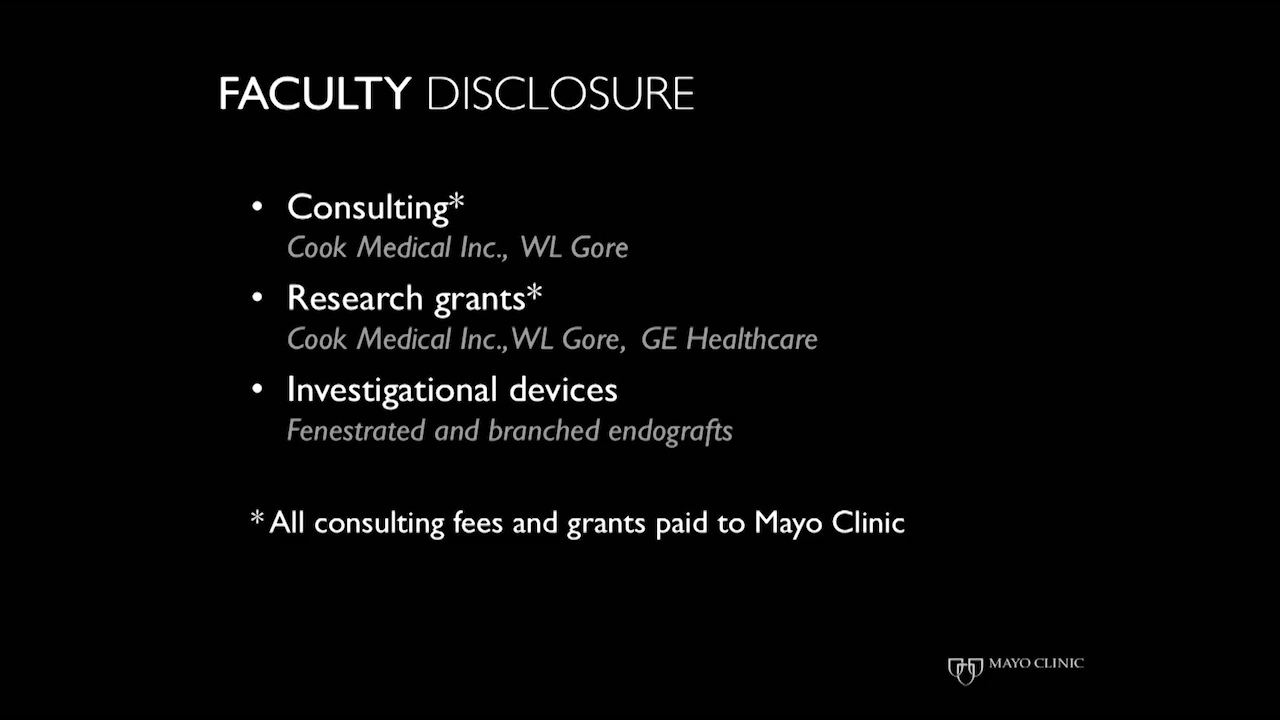 FACULTY DISCLOSURE
• Consulting*
Cook Medical Inc., WL Gore
• Research grants*
Cook Medical Inc., WL Gore, GE Healthcare
• Investigational devices
Fenestrated and branched endografts
* All consulting fees and grants paid to Mayo Clinic
MAYO CLINIC